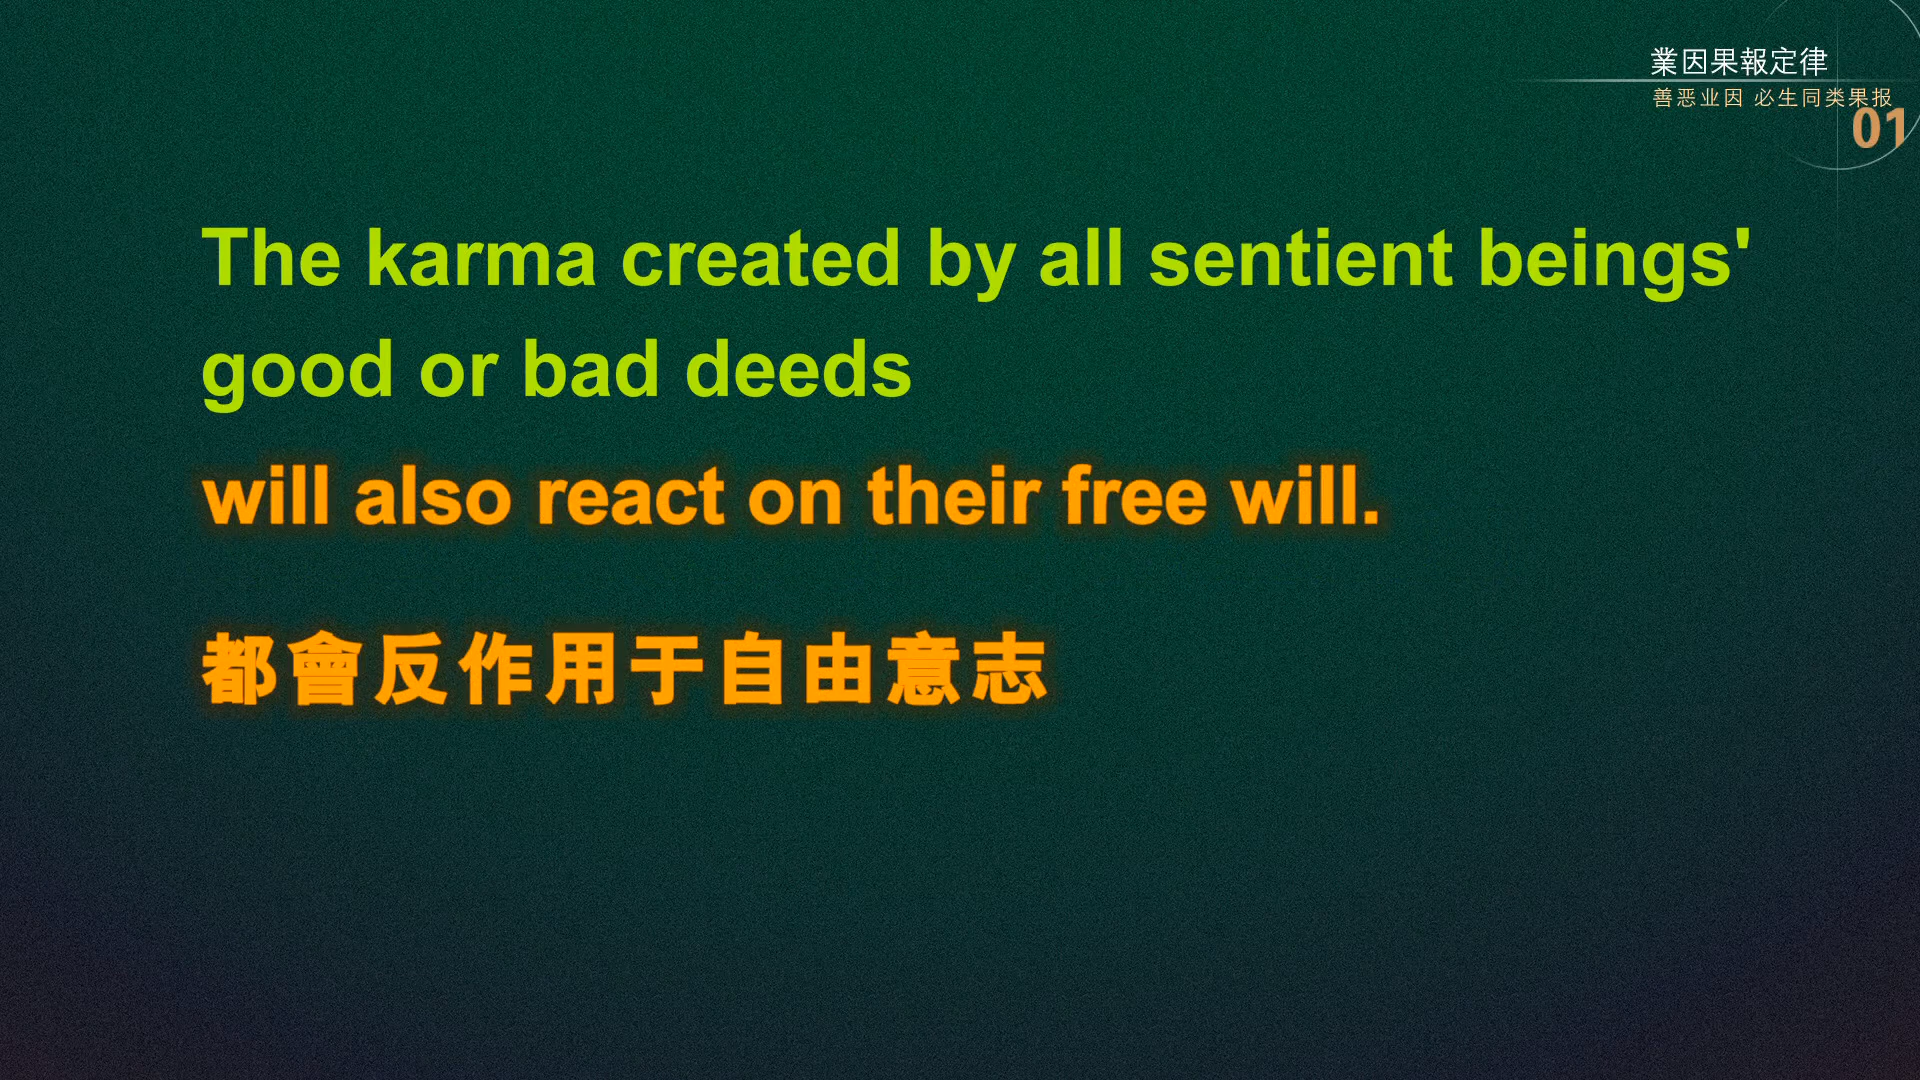 業因果報定律
善恶业因 必生同类果报
01
The karma created by all sentient beings'
good or bad deeds
will also react on their free will.
都會反作用于自由意志